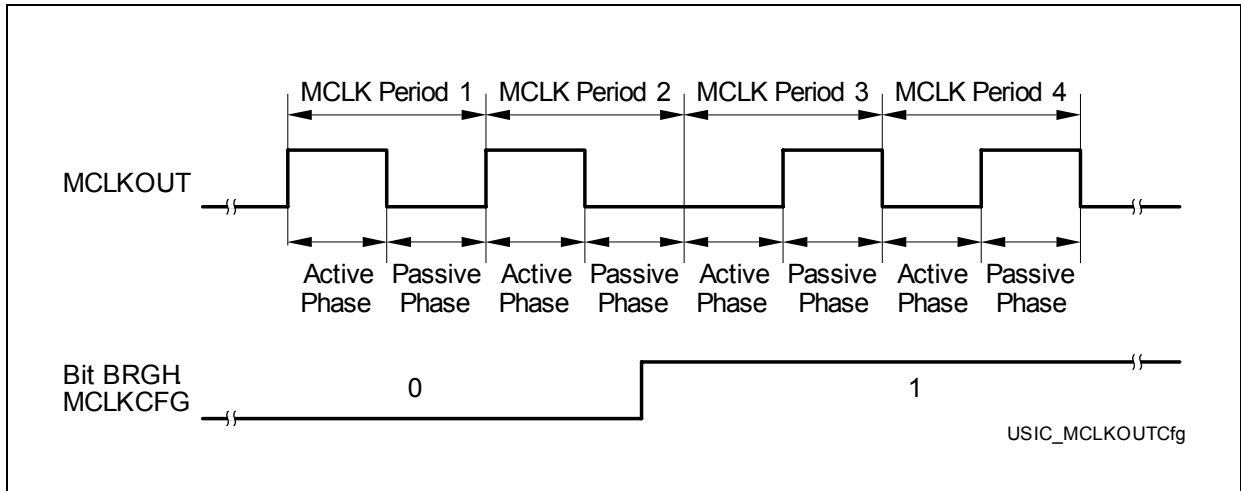 MCLK Period 1 MCLK Period 2 MCLK Period 3 MCLK Period 4
MCLKOUT
Active Passive Active Passive Active Passive Active Passive
Phase Phase Phase Phase Phase Phase Phase Phase
Bit BRGH.
MCLKCFG
0 1
USIC_MCLKOUTCfg